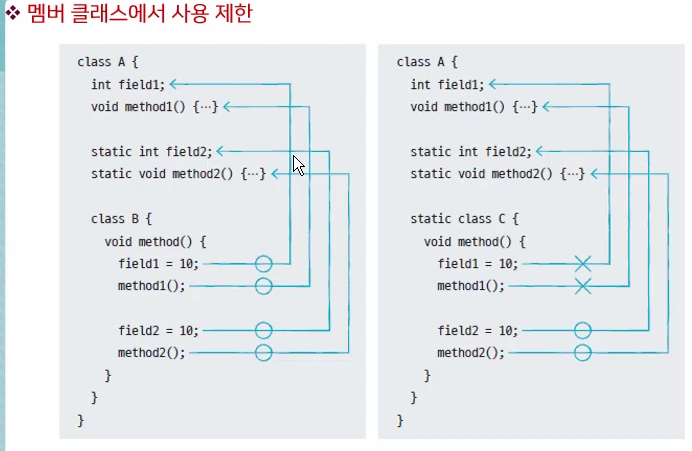 ❖ 멤버 클래스에서 사용 제한
class A {
int field1;
void method1() {…}
static int field2;
static void method2() {…}
class B {
void method() {
field1 = 10;
method1();
field2 = 10;
method2();
}
}
}
class A {
int field1;
void method1() {…}
static int field2;
static void method2() {…}
static class C {
void method() {
field1 = 10;
method1();
field2 = 10;
method2();
}
}
}